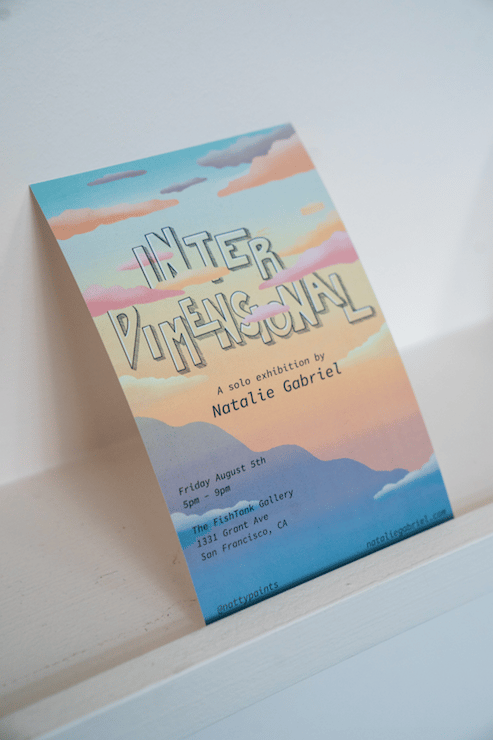 INTER
DIMENSIONAL
A solo exhibition by
Natalie Gabriel
Friday August 5th
5pm - 9pm
The FishTank Gallery
1331 Grant Ave
San Francisco, CA
@nattypaints
nataliegabriel.com